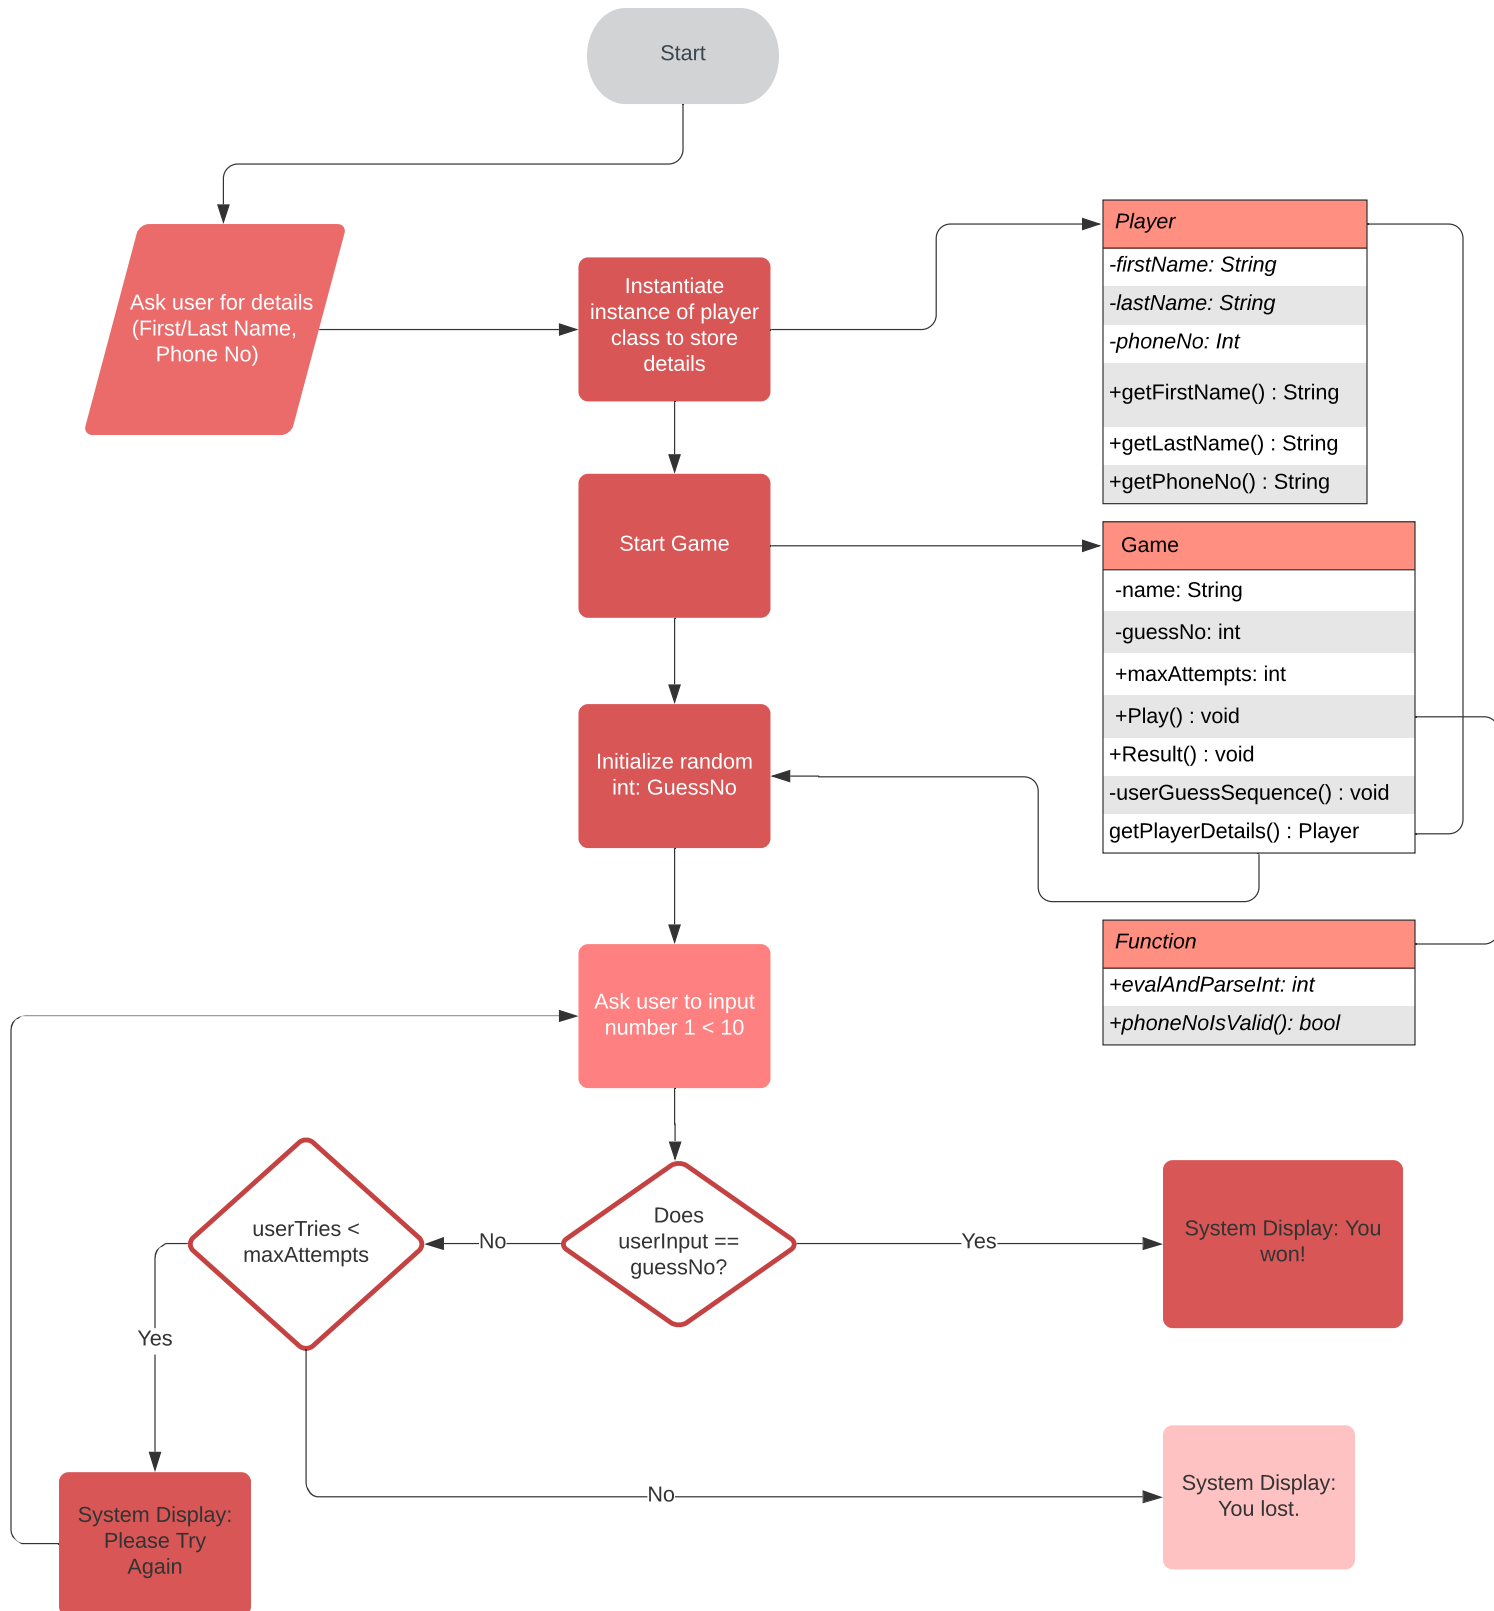 Start
Ask user for details
(First/Last Name,
Phone No)
Instantiate
instance of player
class to store
details
Player
-firstName: String
-lastName: String
-phoneNo: Int
+getFirstName() : String
+getLastName() : String
+getPhoneNo() : String
Start Game
Game
-name: String
-guessNo: int
+maxAttempts: int
+Play() : void
+Result() : void
-userGuessSequence() : void
getPlayerDetails() : Player
Initialize random
int: GuessNo
Function
+evalAndParseInt: int
+phoneNoIsValid(): bool
Ask user to input
number 1 < 10
Does
userInput ==
guessNo?
No
Yes
userTries <
maxAttempts
System Display: You
won!
Yes
No
System Display:
You lost.
System Display:
Please Try
Again